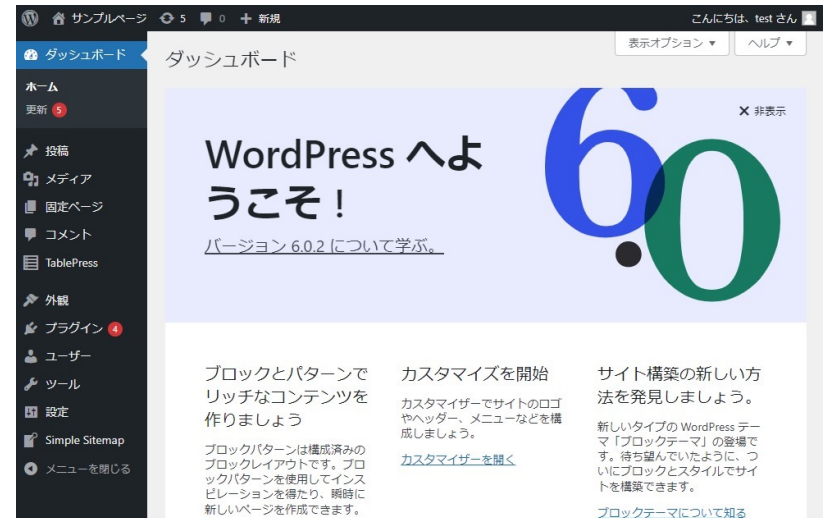 サンプルページ 5 0 新規 こんにちは、test さん
ダッシュボード
ホーム
更新 5
投稿
メディア
固定ページ
コメント
TablePress
外観
プラグイン 4
ユーザー
ツール
設定
Simple Sitemap
メニューを閉じる
表示オプション ▼ ヘルプ ▼
ダッシュボード
非表示
WordPress へよ
うこそ !
バージョン 6.0.2 について学ぶ。
6.0
ブロックとパターンで
リッチなコンテンツを
作りましょう
ブロックパターンは構成済みの
ブロックレイアウトです。ブロ
ックパターンを使用してインス
ピレーションを得たり、瞬時に
新しいページを作成できます。
カスタマイズを開始
カスタマイザーでサイトのロゴ
やヘッダー、メニューなどを構
成しましょう。
カスタマイザーを開く
サイト構築の新しい方
法を発見しましょう。
新しいタイプの WordPress テー
マ「ブロックテーマ」の登場で
す。待ち望んでいたように、つ
いにブロックとスタイルでサイ
トを構築できます。
ブロックテーマについて知る